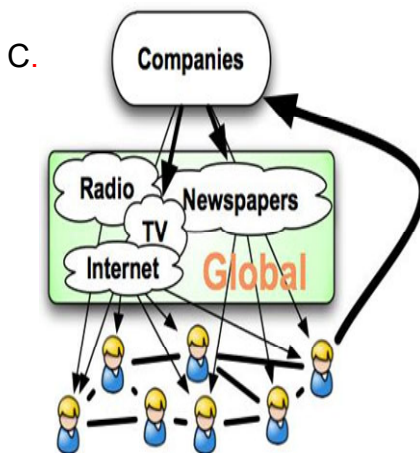 C.
Companies
Radio
Newspapers
TV
Internet
Global